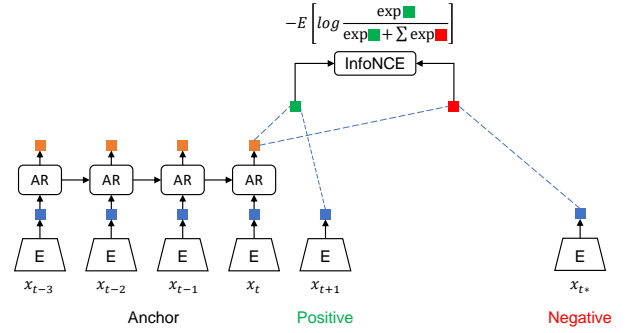 −E [log exp / exp + ∑ exp]
InfoNCE
AR AR AR AR
E E E E E E
x_{t−3} x_{t−2} x_{t−1} x_t x_{t+1} x_{t*}
Anchor Positive Negative